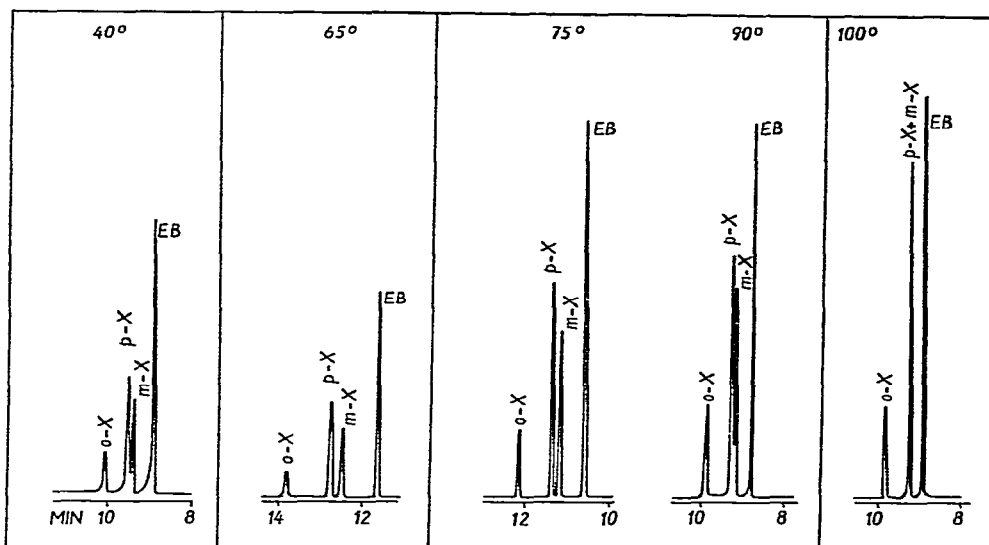 40° 65° 75° 90° 100°
EB
p-X
m-X
o-X
EB
p-X
m-X
o-X
EB
p-X
m-X
o-X
EB
p-X
m-X
o-X
p-X+m-X
EB
o-X
MIN 10 8 14 12 12 10 10 8 10 8